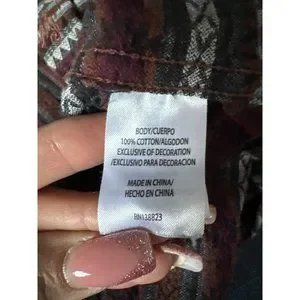 BODY/CUERPO
100% COTTON/ALGODON
EXCLUSIVE OF DECORATION
/EXCLUSIVO PARA DECORACION
MADE IN CHINA/
HECHO EN CHINA
RN138823